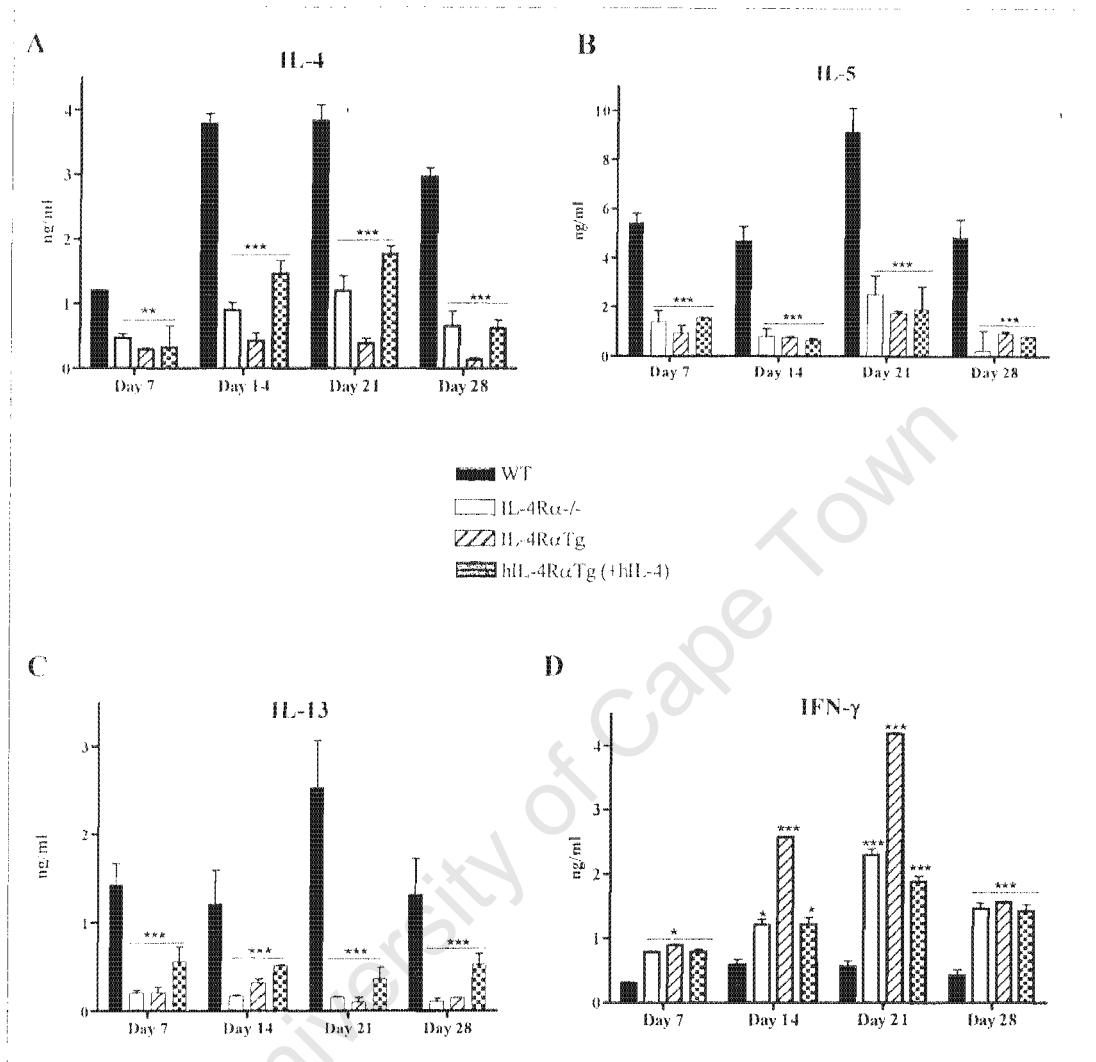 A
IL-4
ng/ml
4
3
2
1
0
**
***
***
***
Day 7 Day 14 Day 21 Day 28
B
IL-5
ng/ml
10
8
6
4
2
0
***
***
***
***
Day 7 Day 14 Day 21 Day 28
WT
IL-4Rα-/-
IL-4RαTg
hIL-4RαTg (+hIL-4)
C
IL-13
ng/ml
3
2
1
0
***
***
***
***
Day 7 Day 14 Day 21 Day 28
D
IFN-γ
ng/ml
4
3
2
1
0
*
* *** *
*** *** ***
***
Day 7 Day 14 Day 21 Day 28
University of Cape Town